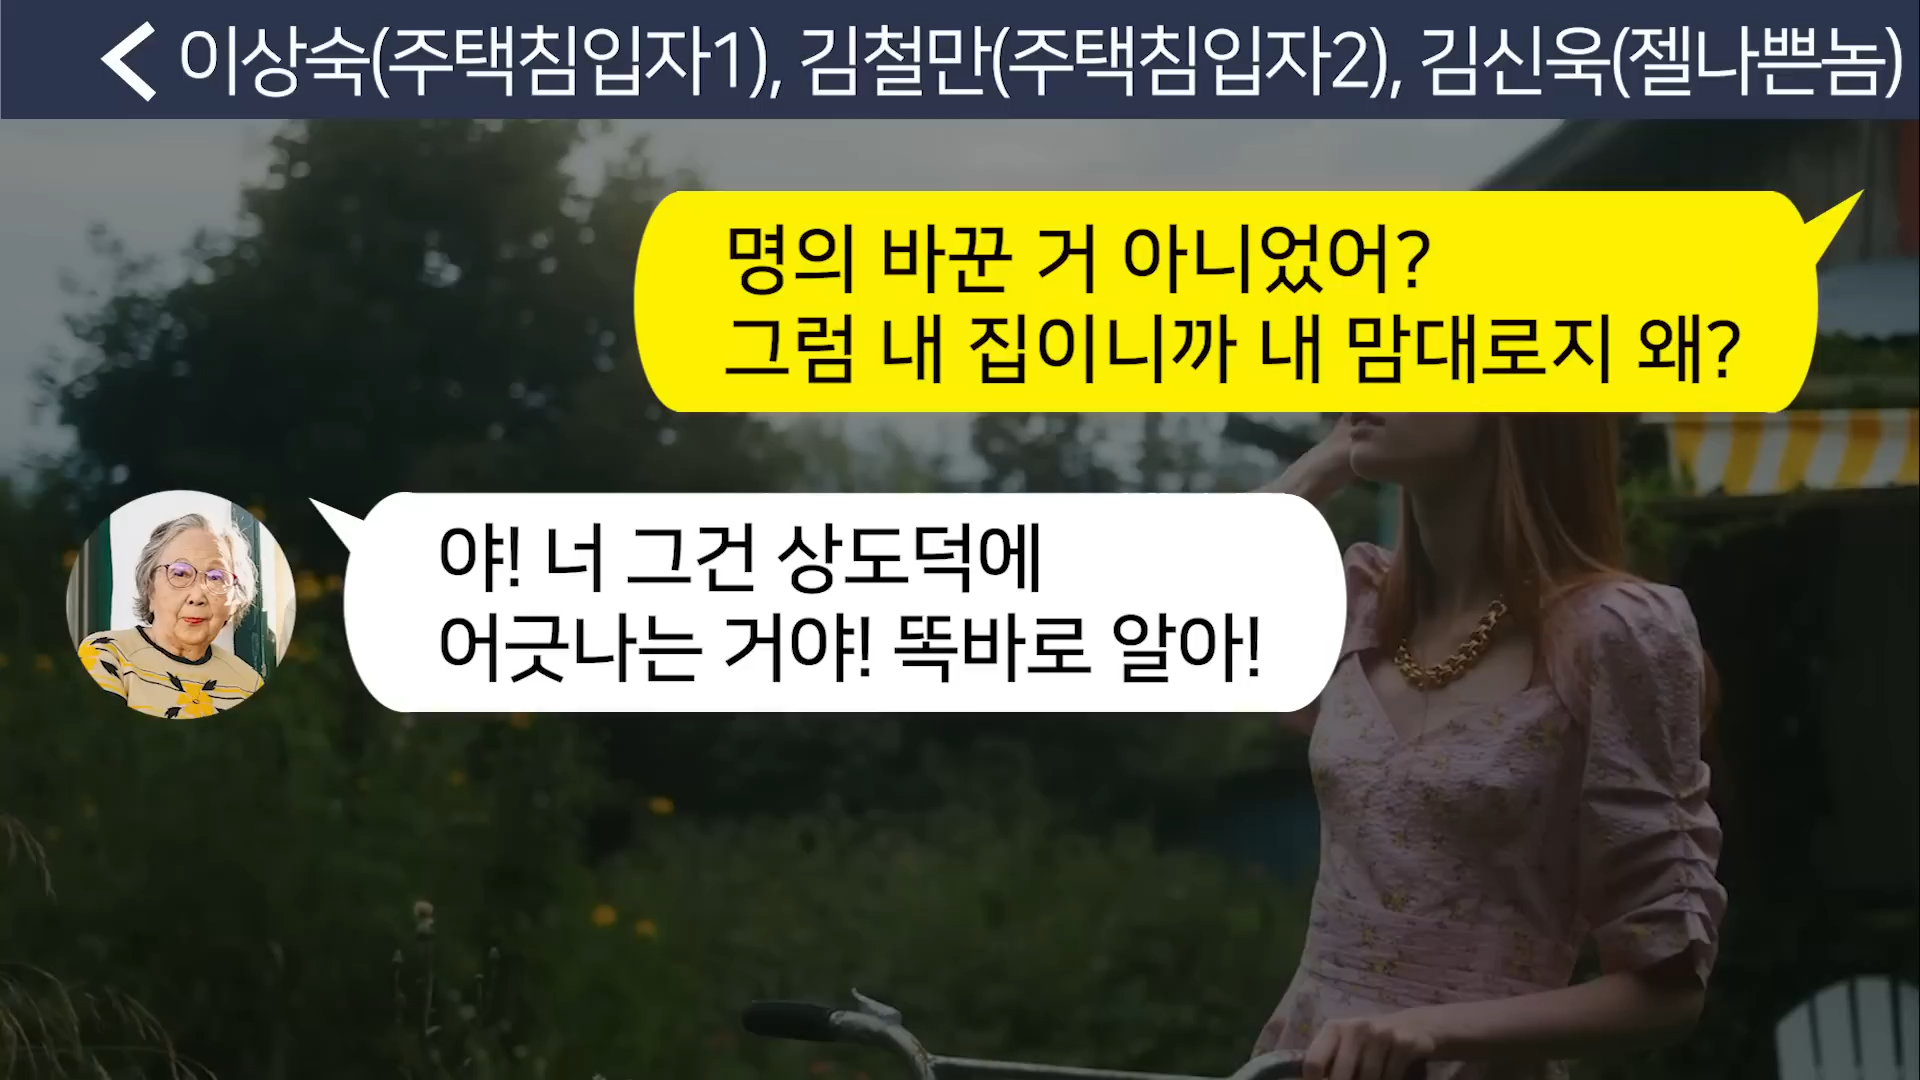 이상숙(주택침입자1), 김철만(주택침입자2), 김신욱(젤나쁜놈)
명의 바꾼 거 아니었어?
그럼 내 집이니까 내 맘대로지 왜?
야! 너 그건 상도덕에
어긋나는 거야! 똑바로 알아!